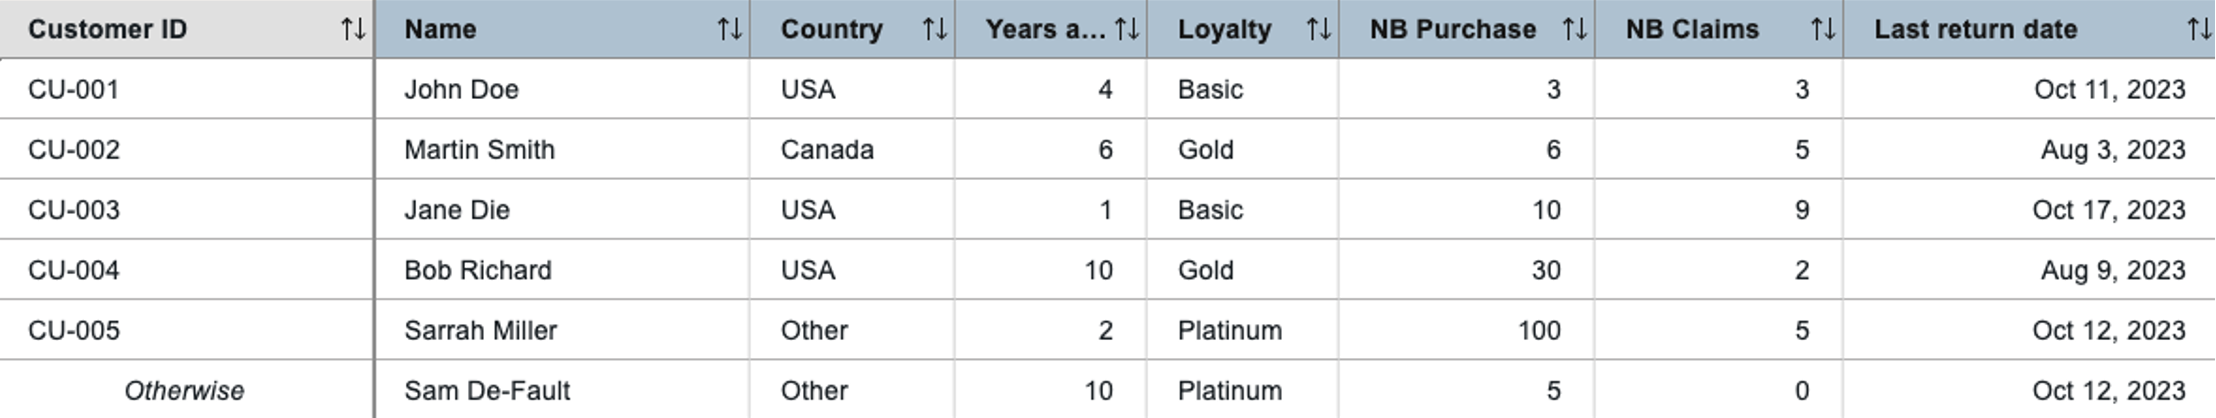 Customer ID Name Country Years a... Loyalty NB Purchase NB Claims Last return date
CU-001 John Doe USA 4 Basic 3 3 Oct 11, 2023
CU-002 Martin Smith Canada 6 Gold 6 5 Aug 3, 2023
CU-003 Jane Die USA 1 Basic 10 9 Oct 17, 2023
CU-004 Bob Richard USA 10 Gold 30 2 Aug 9, 2023
CU-005 Sarrah Miller Other 2 Platinum 100 5 Oct 12, 2023
Otherwise Sam De-Fault Other 10 Platinum 5 0 Oct 12, 2023